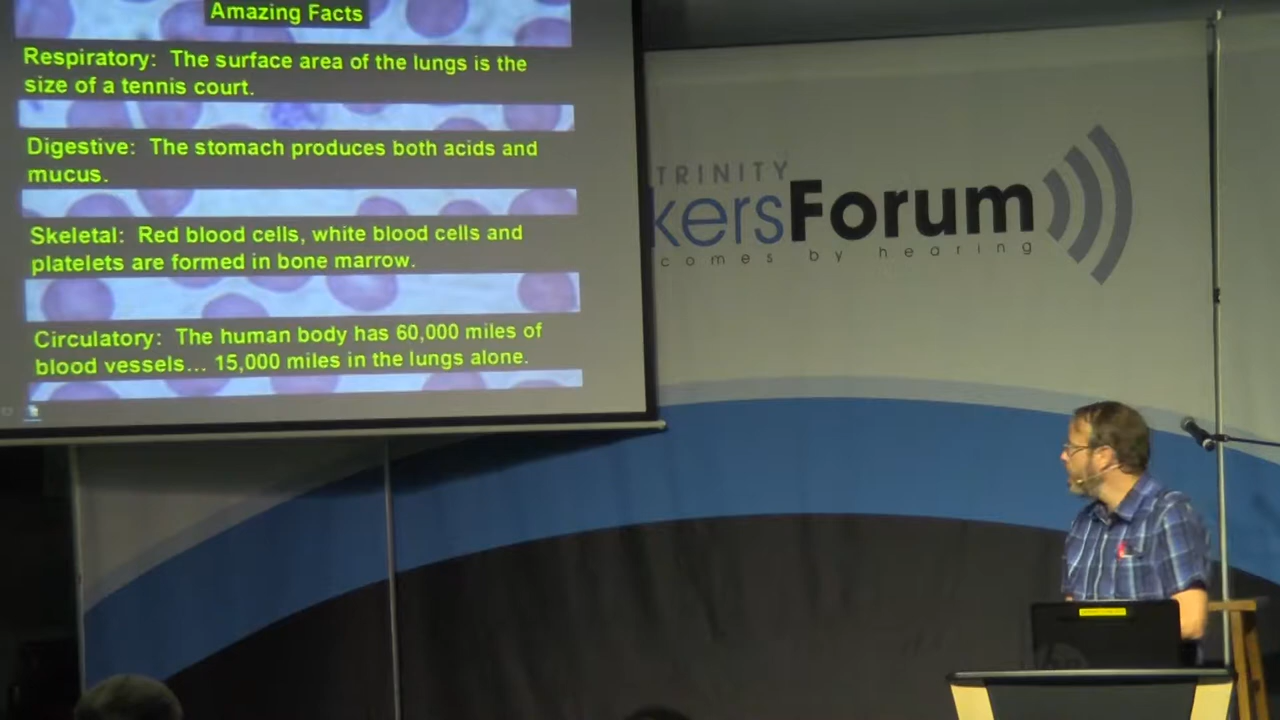 Amazing Facts
Respiratory: The surface area of the lungs is the
size of a tennis court.
Digestive: The stomach produces both acids and
mucus.
Skeletal: Red blood cells, white blood cells and
platelets are formed in bone marrow.
Circulatory: The human body has 60,000 miles of
blood vessels... 15,000 miles in the lungs alone.
TRINITY
kersForum
comes by hearing